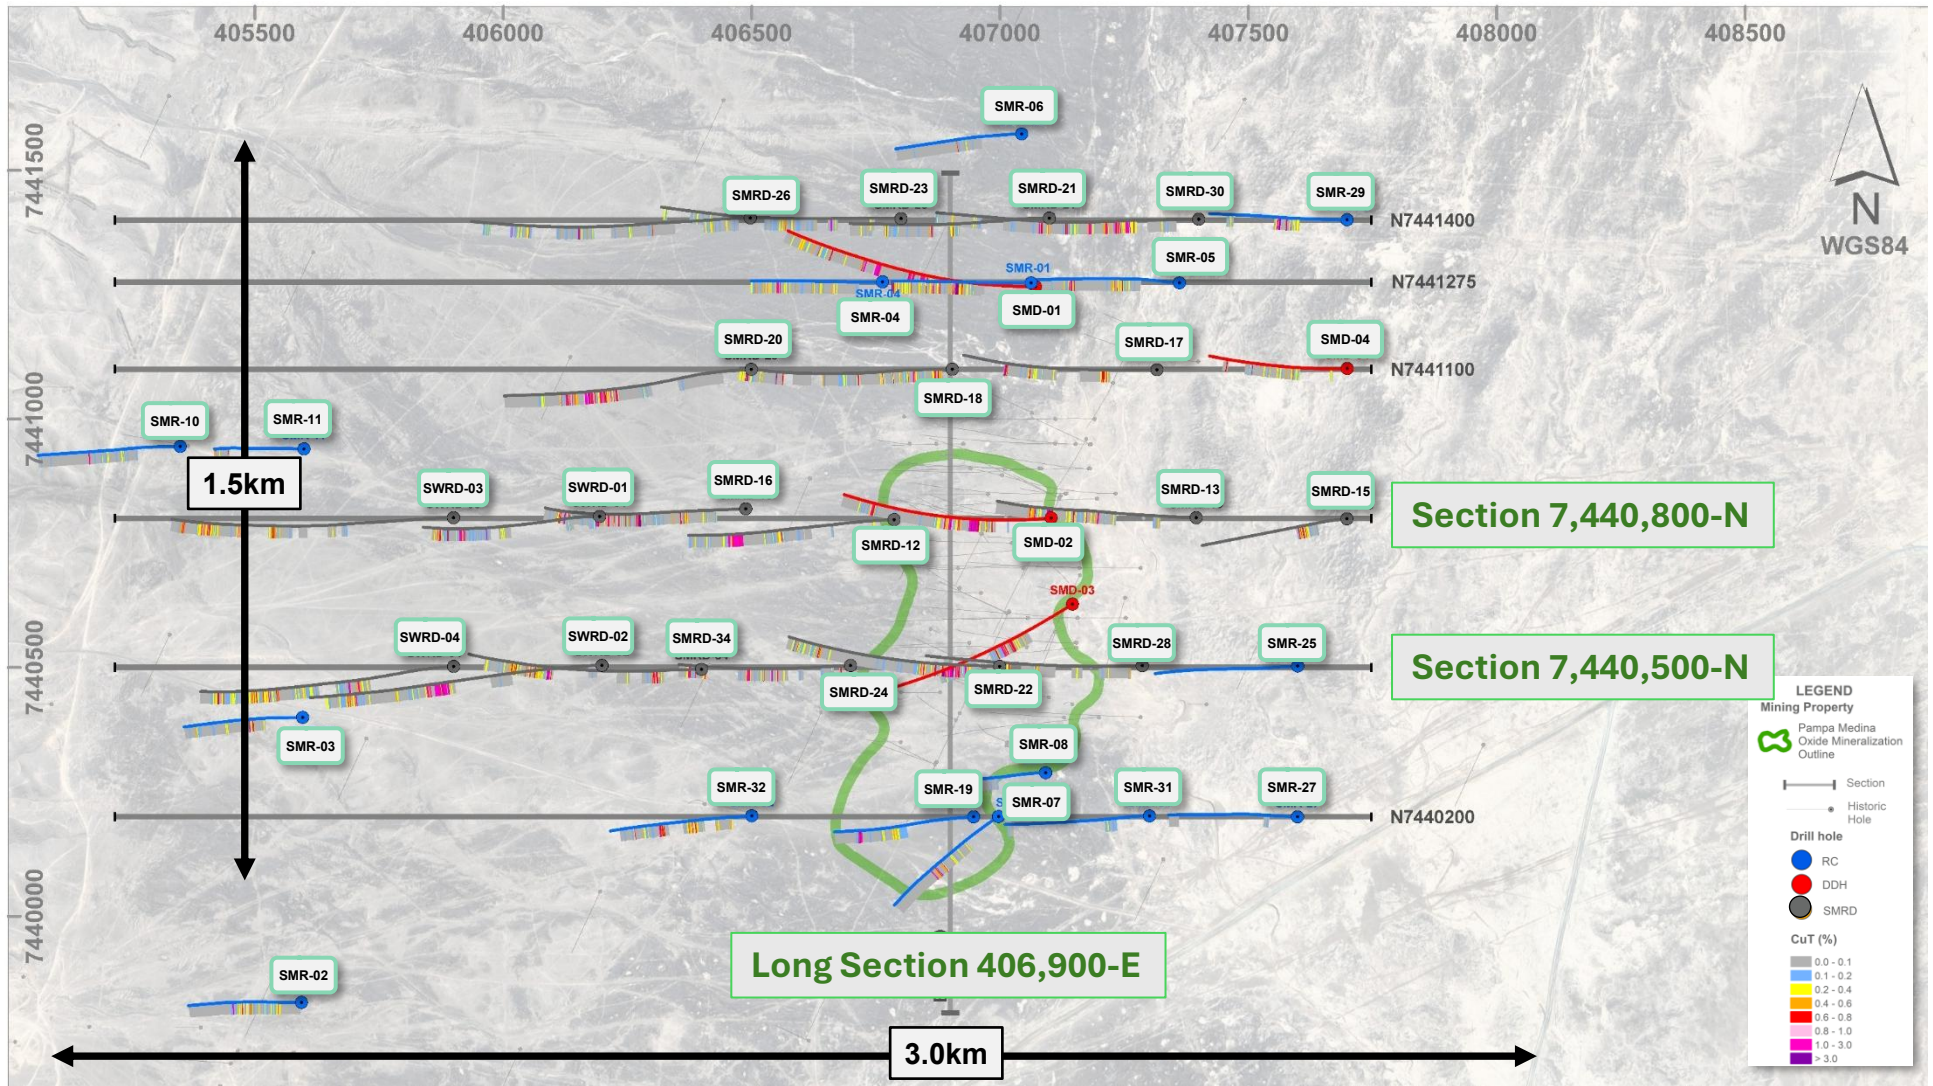 405500 406000 406500 407000 407500 408000 408500
7441500
7441000
7440500
7440000
SMR-06
N
WGS84
SMRD-26
SMRD-23
SMRD-21
SMRD-30
SMR-29
N7441400
SMR-01
SMR-05
N7441275
SMR-04
SMR-04
SMD-01
SMRD-20
SMRD-17
SMD-04
N7441100
SMRD-18
SMR-10
SMR-11
1.5km
SWRD-03
SWRD-01
SMRD-16
SMRD-13
SMRD-15
Section 7,440,800-N
SMRD-12
SMD-02
SMD-03
SWRD-04
SWRD-02
SMRD-34
SMRD-28
SMR-25
Section 7,440,500-N
SMRD-24
SMRD-22
SMR-03
SMR-08
SMR-32
SMR-19
SMR-07
SMR-31
SMR-27
N7440200
Long Section 406,900-E
SMR-02
3.0km
LEGEND
Mining Property
Pampa Medina
Oxide Mineralization
Outline
Section
Historic
Hole
Drill hole
RC
DDH
SMRD
CuT (%)
0.0 - 0.1
0.1 - 0.2
0.2 - 0.4
0.4 - 0.6
0.6 - 0.8
0.8 - 1.0
1.0 - 3.0
> 3.0